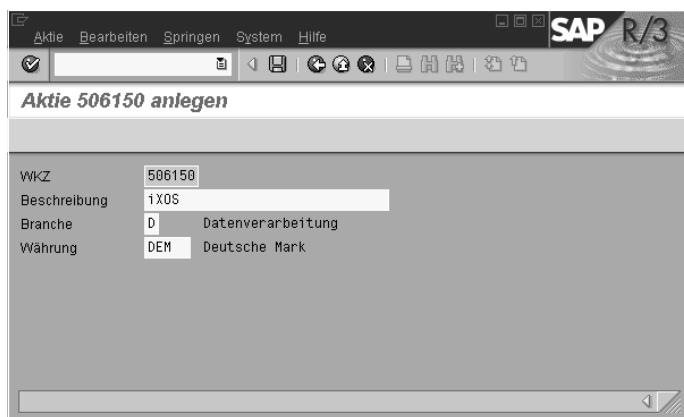 Aktie Bearbeiten Springen System Hilfe
SAP R/3
Aktie 506150 anlegen
WKZ 506150
Beschreibung iXOS
Branche D Datenverarbeitung
Währung DEM Deutsche Mark